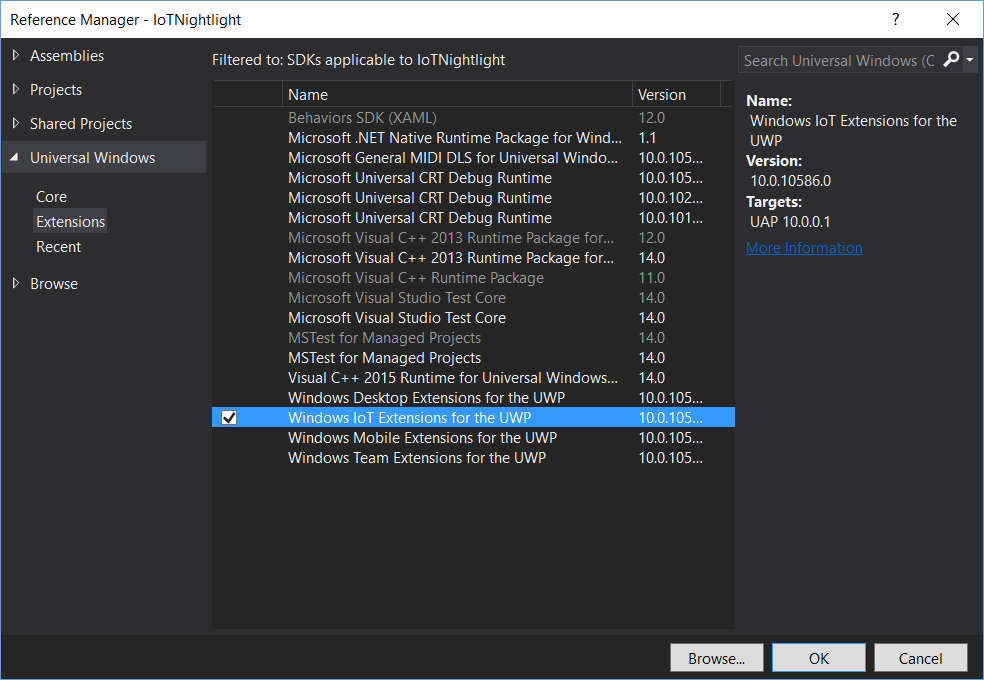 Reference Manager - IoTNightlight
?
Assemblies
Projects
Shared Projects
Universal Windows
Core
Extensions
Recent
Browse
Filtered to: SDKs applicable to IoTNightlight
Name Version
Behaviors SDK (XAML) 12.0
Microsoft .NET Native Runtime Package for Wind... 1.1
Microsoft General MIDI DLS for Universal Windo... 10.0.105...
Microsoft Universal CRT Debug Runtime 10.0.105...
Microsoft Universal CRT Debug Runtime 10.0.102...
Microsoft Universal CRT Debug Runtime 10.0.101...
Microsoft Visual C++ 2013 Runtime Package for... 12.0
Microsoft Visual C++ 2013 Runtime Package for... 14.0
Microsoft Visual C++ Runtime Package 11.0
Microsoft Visual Studio Test Core 14.0
Microsoft Visual Studio Test Core 14.0
MSTest for Managed Projects 14.0
MSTest for Managed Projects 14.0
Visual C++ 2015 Runtime for Universal Windows... 14.0
Windows Desktop Extensions for the UWP 10.0.105...
Windows IoT Extensions for the UWP 10.0.105...
Windows Mobile Extensions for the UWP 10.0.105...
Windows Team Extensions for the UWP 10.0.105...
Search Universal Windows (C
Name:
Windows IoT Extensions for the
UWP
Version:
10.0.10586.0
Targets:
UAP 10.0.0.1
More Information
Browse... OK Cancel